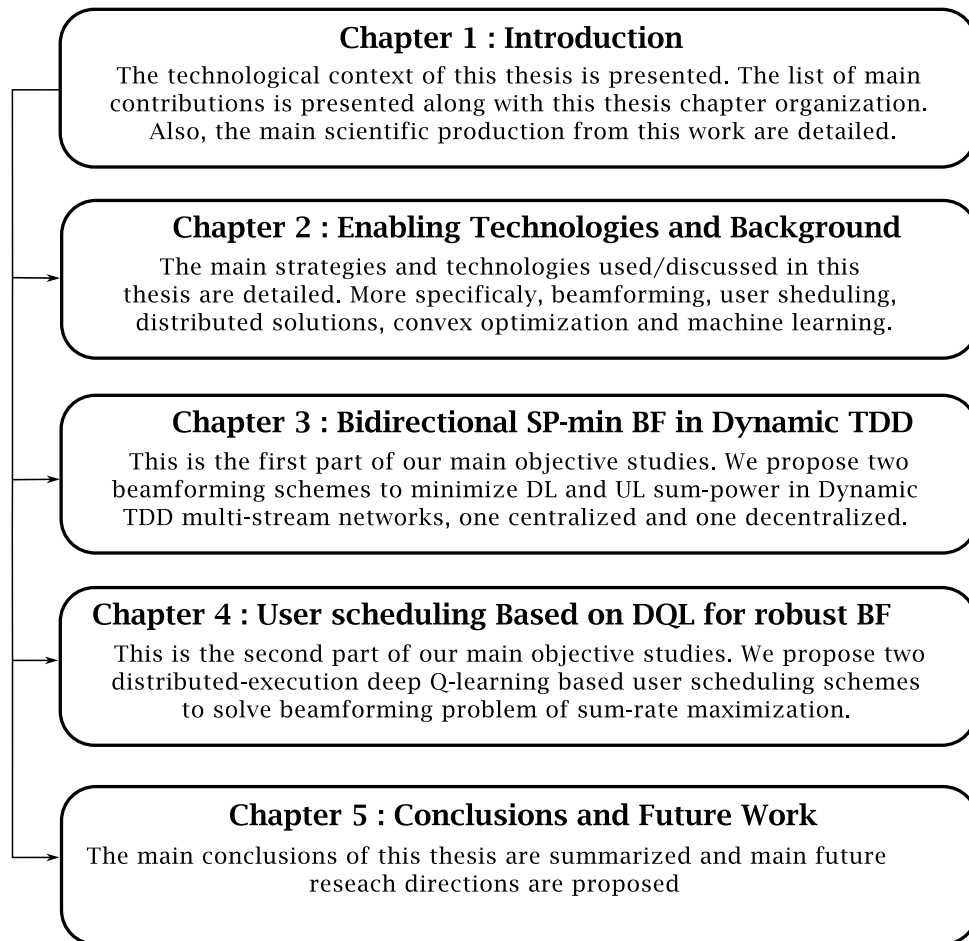 Chapter 1 : Introduction
The technological context of this thesis is presented. The list of main
contributions is presented along with this thesis chapter organization.
Also, the main scientific production from this work are detailed.
Chapter 2 : Enabling Technologies and Background
The main strategies and technologies used/discussed in this
thesis are detailed. More specificaly, beamforming, user sheduling,
distributed solutions, convex optimization and machine learning.
Chapter 3 : Bidirectional SP-min BF in Dynamic TDD
This is the first part of our main objective studies. We propose two
beamforming schemes to minimize DL and UL sum-power in Dynamic
TDD multi-stream networks, one centralized and one decentralized.
Chapter 4 : User scheduling Based on DQL for robust BF
This is the second part of our main objective studies. We propose two
distributed-execution deep Q-learning based user scheduling schemes
to solve beamforming problem of sum-rate maximization.
Chapter 5 : Conclusions and Future Work
The main conclusions of this thesis are summarized and main future
reseach directions are proposed